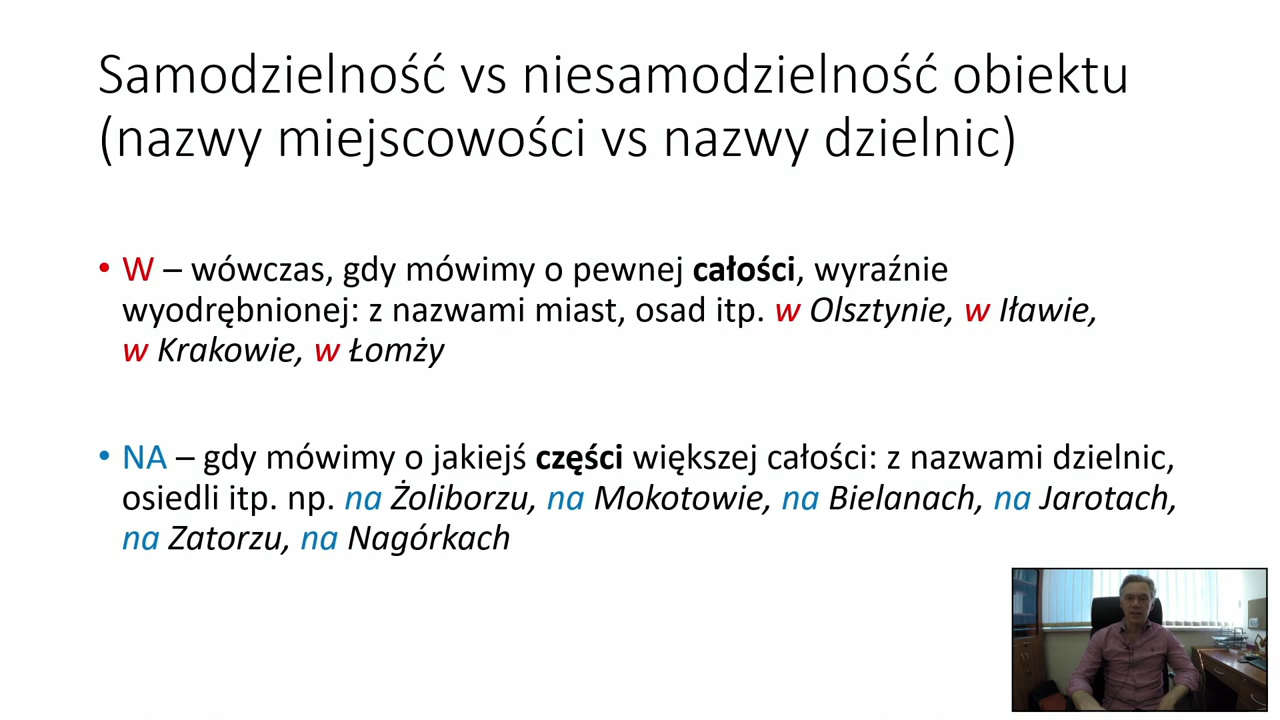 Samodzielność vs niesamodzielność obiektu
(nazwy miejscowości vs nazwy dzielnic)
• W – wówczas, gdy mówimy o pewnej całości, wyraźnie
wyodrębnionej: z nazwami miast, osad itp. w Olsztynie, w Iławie,
w Krakowie, w Łomży
• NA – gdy mówimy o jakiejś części większej całości: z nazwami dzielnic,
osiedli itp. np. na Żoliborzu, na Mokotowie, na Bielanach, na Jarotach,
na Zatorzu, na Nagórkach